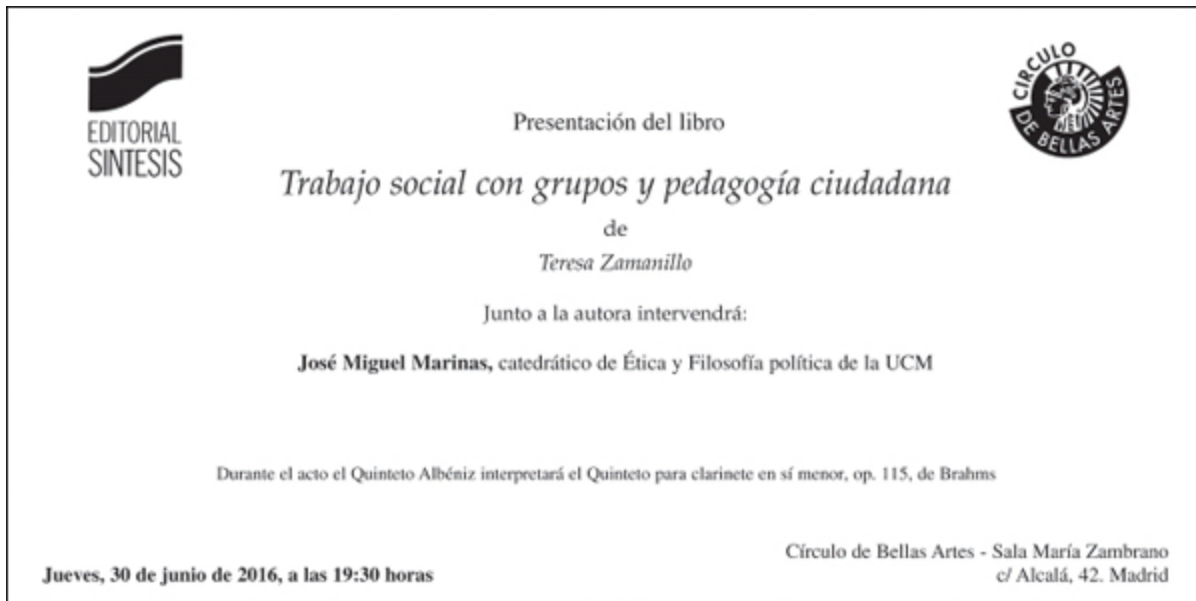 EDITORIAL
SINTESIS
CIRCULO
DE BELLAS ARTES
Presentación del libro
Trabajo social con grupos y pedagogía ciudadana
de
Teresa Zamanillo
Junto a la autora intervendrá:
José Miguel Marinas, catedrático de Ética y Filosofía política de la UCM
Durante el acto el Quinteto Albéniz interpretará el Quinteto para clarinete en sí menor, op. 115, de Brahms
Jueves, 30 de junio de 2016, a las 19:30 horas
Círculo de Bellas Artes - Sala María Zambrano
c/ Alcalá, 42. Madrid